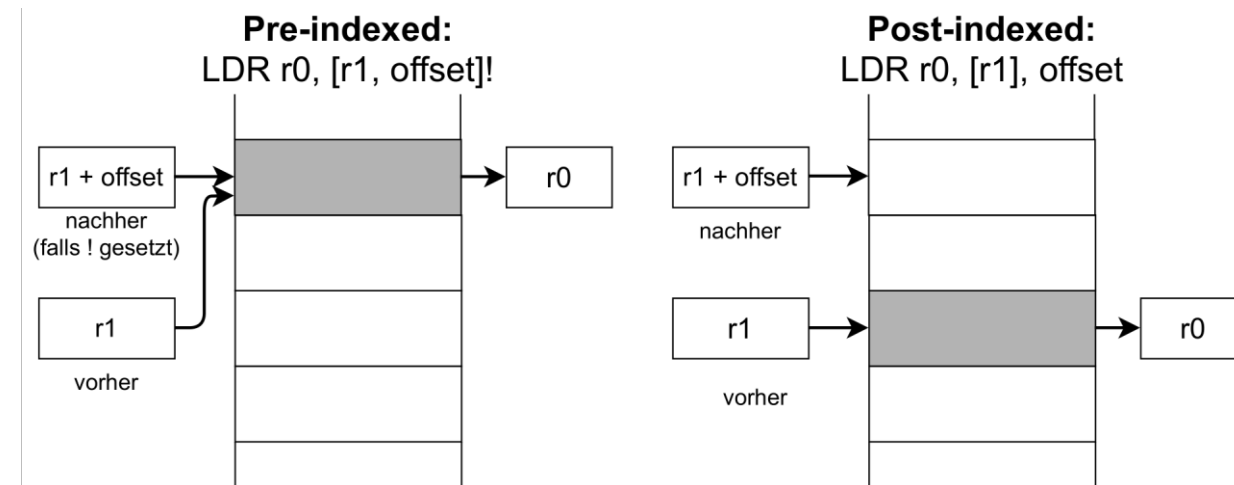 Pre-indexed:
LDR r0, [r1, offset]!
r1 + offset
r0
nachher
(falls ! gesetzt)
r1
vorher
Post-indexed:
LDR r0, [r1], offset
r1 + offset
nachher
r1
r0
vorher